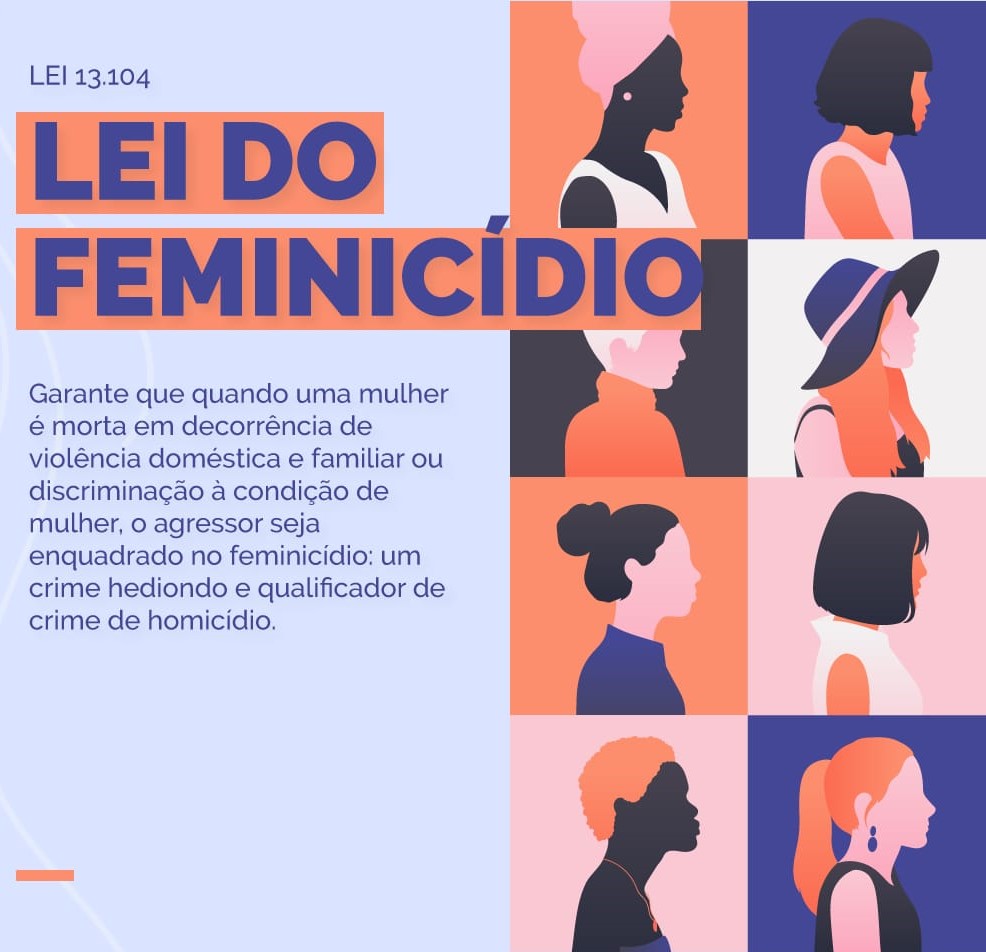 LEI 13.104
LEI DO
FEMINICÍDIO
Garante que quando uma mulher
é morta em decorrência de
violência doméstica e familiar ou
discriminação à condição de
mulher, o agressor seja
enquadrado no feminicídio: um
crime hediondo e qualificador de
crime de homicídio.